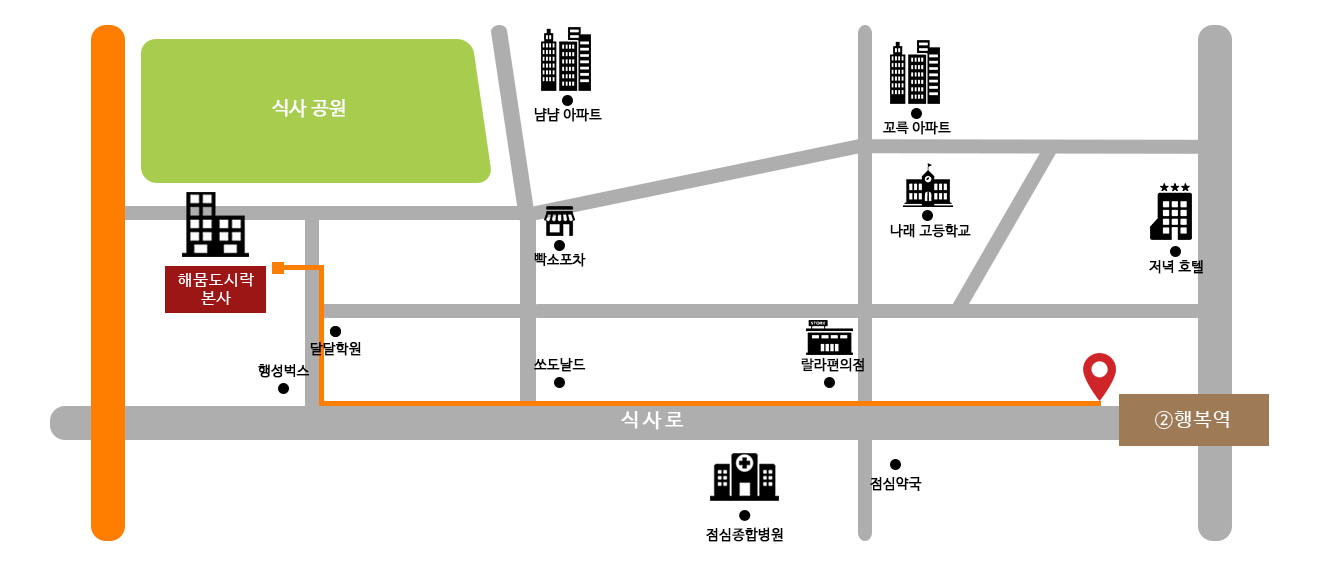 식사 공원
냠냠 아파트
꼬륵 아파트
나래 고등학교
저녁 호텔
빡소포차
해뭄도시락
본사
달달학원
행성벅스
쏘도날드
STORE
랄라편의점
식사로
②행복역
점심약국
점심종합병원